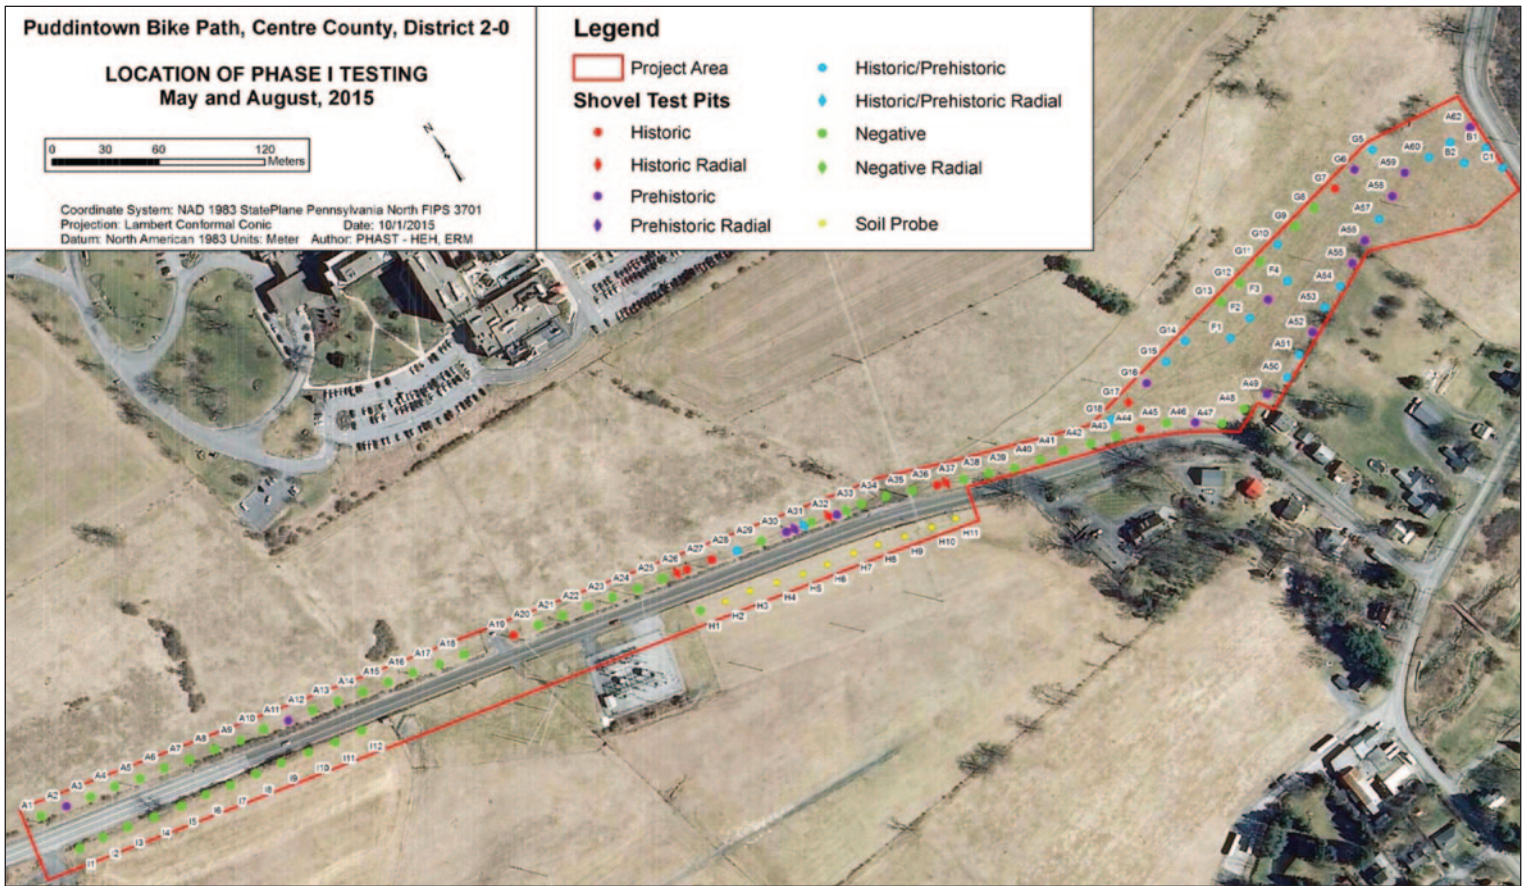 Puddintown Bike Path, Centre County, District 2-0
LOCATION OF PHASE I TESTING
May and August, 2015
N
0 30 60 120
Meters
Coordinate System: NAD 1983 StatePlane Pennsylvania North FIPS 3701
Projection: Lambert Conformal Conic Date: 10/1/2015
Datum: North American 1983 Units: Meter Author: PHAST - HEH, ERM
Legend
Project Area
Shovel Test Pits
Historic
Historic Radial
Prehistoric
Prehistoric Radial
Historic/Prehistoric
Historic/Prehistoric Radial
Negative
Negative Radial
Soil Probe
A62
B1
C1
B2
A60
A59
A58
A57
A56
A55
A54
A53
A52
A51
A50
A49
A48
A47
A46
A45
A44
A43
A42
A41
A40
A39
A38
A37
A36
A35
A34
A33
A32
A31
A30
A29
A28
A27
A26
A25
A24
A23
A22
A21
A20
A19
A18
A17
A16
A15
A14
A13
A12
A11
A10
A9
A8
A7
A6
A5
A4
A3
A2
A1
G5
G6
G7
G8
G9
G10
G11
G12
G13
G14
G15
G16
G17
G18
F4
F3
F2
F1
H1
H2
H3
H4
H5
H6
H7
H8
H9
H10
H11
I1
I2
I3
I4
I5
I6
I7
I8
I9
I10
I11
I12